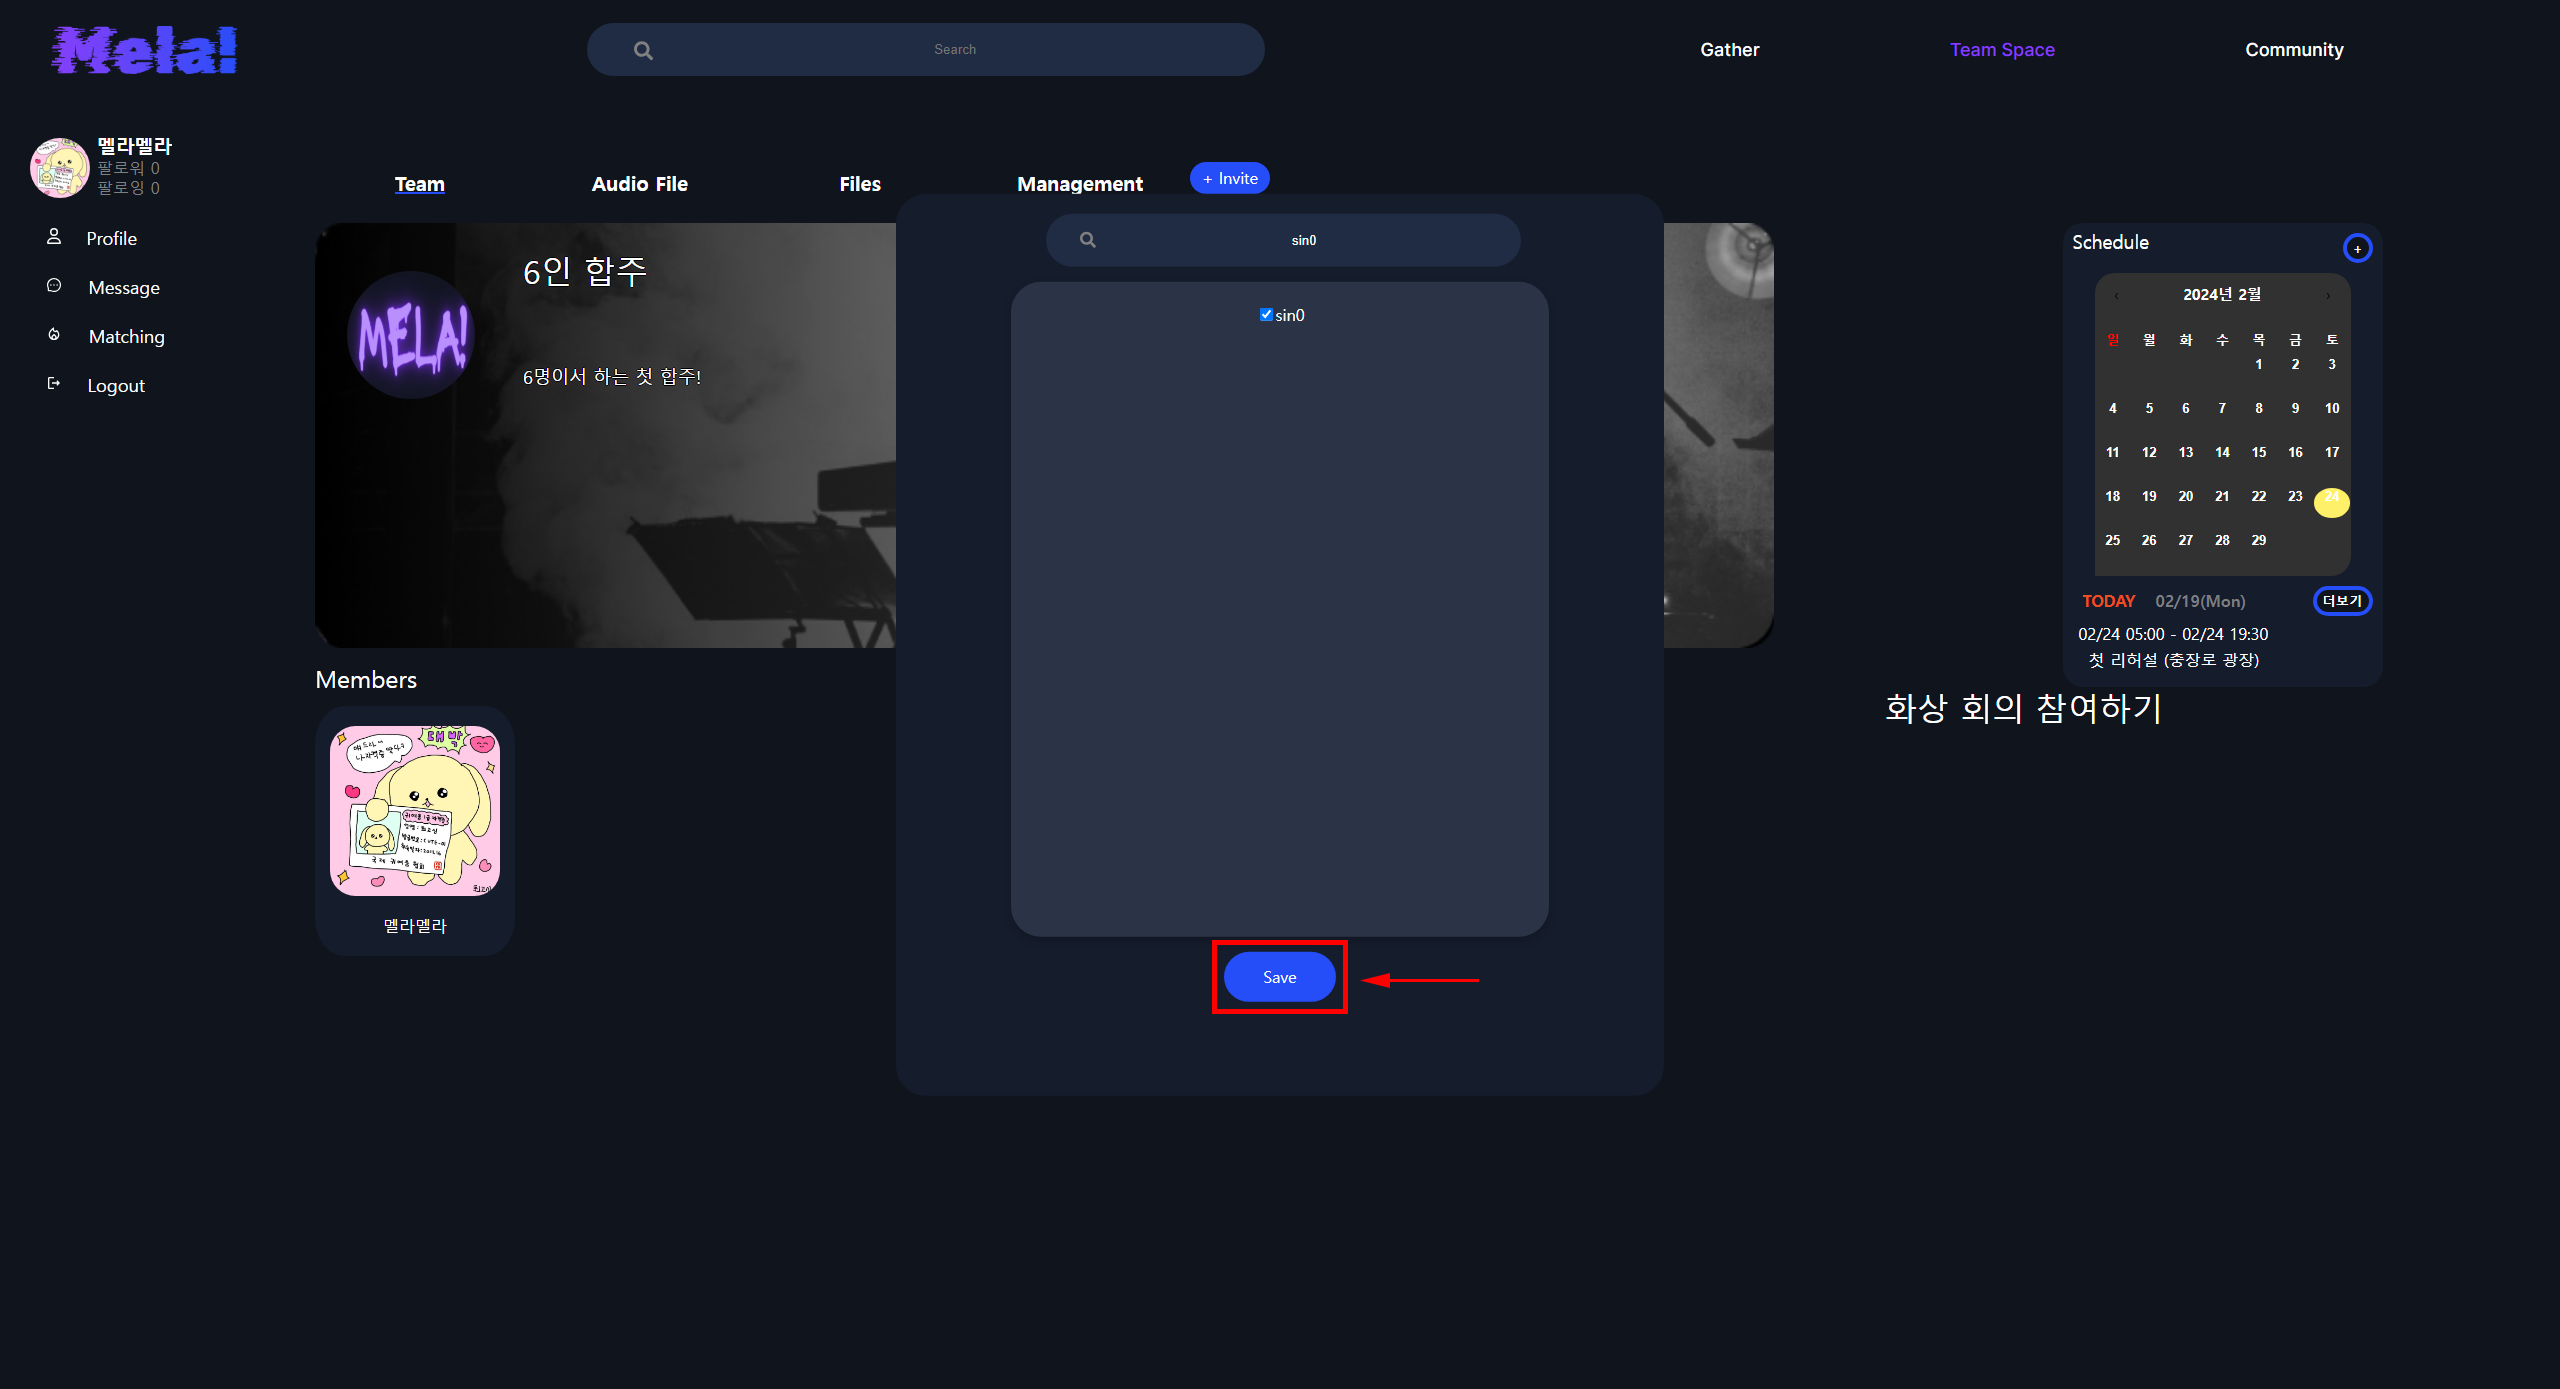 Mela!
Search
Gather
Team Space
Community
멜라멜라
팔로워 0
팔로잉 0
Profile
Message
Matching
Logout
Team
Audio File
Files
Management
+ Invite
MELA!
6인 합주
6명이서 하는 첫 합주!
sin0
sin0
Save
Schedule
+
‹ 2024년 2월 ›
일 월 화 수 목 금 토
1 2 3
4 5 6 7 8 9 10
11 12 13 14 15 16 17
18 19 20 21 22 23 24
25 26 27 28 29
TODAY 02/19(Mon) 더보기
02/24 05:00 - 02/24 19:30
첫 리허설 (충장로 광장)
화상 회의 참여하기
Members
대박
멜라멜라